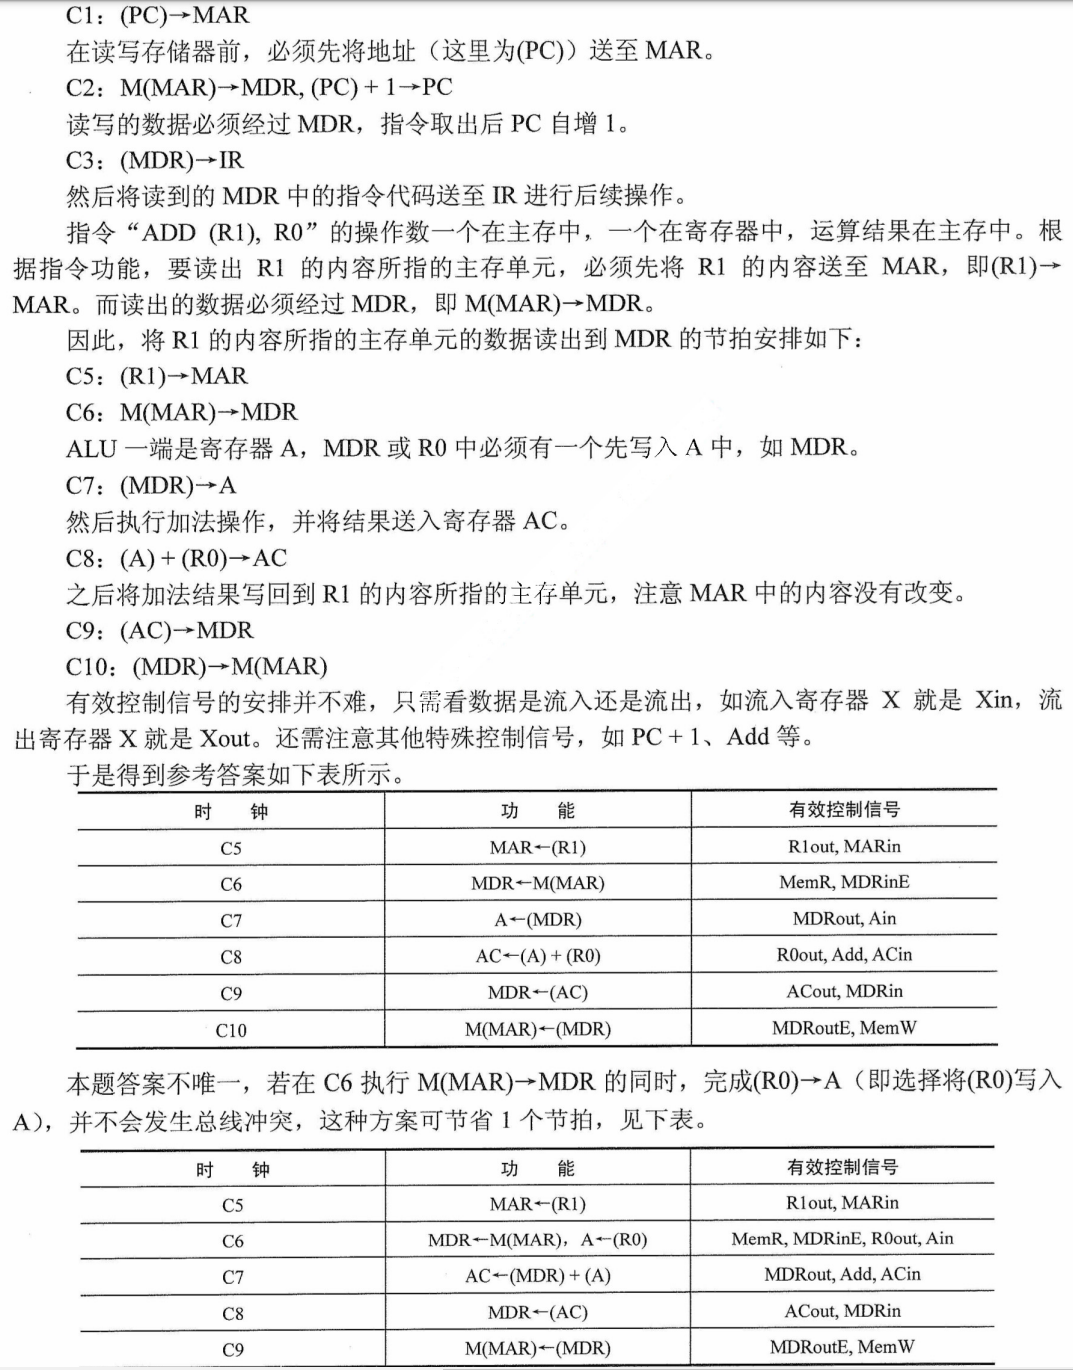 C1：(PC)→MAR
在读写存储器前，必须先将地址（这里为(PC)）送至 MAR。
C2：M(MAR)→MDR, (PC) + 1→PC
读写的数据必须经过 MDR，指令取出后 PC 自增 1。
C3：(MDR)→IR
然后将读到的 MDR 中的指令代码送至 IR 进行后续操作。
指令“ADD (R1), R0”的操作数一个在主存中，一个在寄存器中，运算结果在主存中。根
据指令功能，要读出 R1 的内容所指的主存单元，必须先将 R1 的内容送至 MAR，即(R1)→
MAR。而读出的数据必须经过 MDR，即 M(MAR)→MDR。
因此，将 R1 的内容所指的主存单元的数据读出到 MDR 的节拍安排如下：
C5：(R1)→MAR
C6：M(MAR)→MDR
ALU 一端是寄存器 A，MDR 或 R0 中必须有一个先写入 A 中，如 MDR。
C7：(MDR)→A
然后执行加法操作，并将结果送入寄存器 AC。
C8：(A) + (R0)→AC
之后将加法结果写回到 R1 的内容所指的主存单元，注意 MAR 中的内容没有改变。
C9：(AC)→MDR
C10：(MDR)→M(MAR)
有效控制信号的安排并不难，只需看数据是流入还是流出，如流入寄存器 X 就是 Xin，流
出寄存器 X 就是 Xout。还需注意其他特殊控制信号，如 PC + 1、Add 等。
于是得到参考答案如下表所示。
时 钟 功 能 有效控制信号
C5 MAR←(R1) R1out, MARin
C6 MDR←M(MAR) MemR, MDRinE
C7 A←(MDR) MDRout, Ain
C8 AC←(A) + (R0) R0out, Add, ACin
C9 MDR←(AC) ACout, MDRin
C10 M(MAR)←(MDR) MDRoutE, MemW
本题答案不唯一，若在 C6 执行 M(MAR)→MDR 的同时，完成(R0)→A（即选择将(R0)写入
A），并不会发生总线冲突，这种方案可节省 1 个节拍，见下表。
时 钟 功 能 有效控制信号
C5 MAR←(R1) R1out, MARin
C6 MDR←M(MAR)，A←(R0) MemR, MDRinE, R0out, Ain
C7 AC←(MDR) + (A) MDRout, Add, ACin
C8 MDR←(AC) ACout, MDRin
C9 M(MAR)←(MDR) MDRoutE, MemW